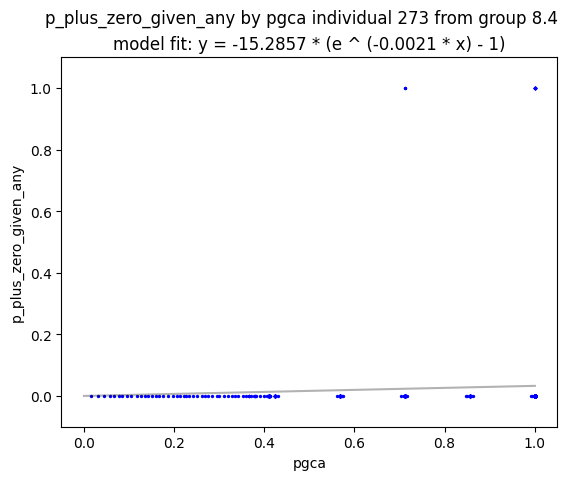 p_plus_zero_given_any by pgca individual 273 from group 8.4
model fit: y = -15.2857 * (e ^ (-0.0021 * x) - 1)
1.0
0.8
0.6
0.4
0.2
0.0
p_plus_zero_given_any
0.0 0.2 0.4 0.6 0.8 1.0
pgca